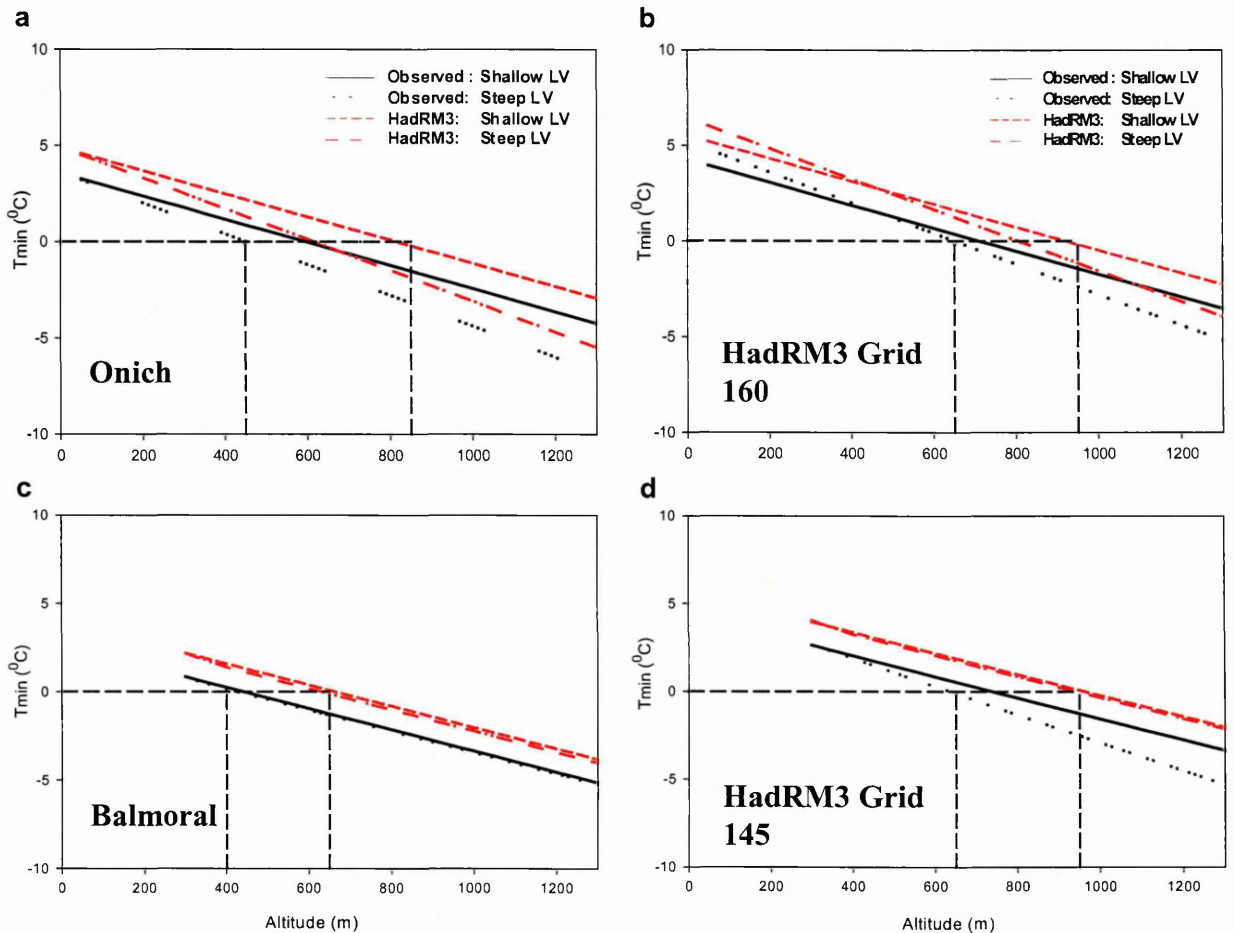 a
10
5
0
-5
-10
Tmin (⁰C)
Observed : Shallow LV
Observed: Steep LV
HadRM3: Shallow LV
HadRM3: Steep LV
Onich
0 200 400 600 800 1000 1200
b
10
5
0
-5
-10
Tmin (⁰C)
Observed : Shallow LV
Observed: Steep LV
HadRM3: Shallow LV
HadRM3: Steep LV
HadRM3 Grid
160
0 200 400 600 800 1000 1200
c
10
5
0
-5
-10
Tmin (⁰C)
Balmoral
0 200 400 600 800 1000 1200
Altitude (m)
d
10
5
0
-5
-10
Tmin (⁰C)
HadRM3 Grid
145
0 200 400 600 800 1000 1200
Altitude (m)